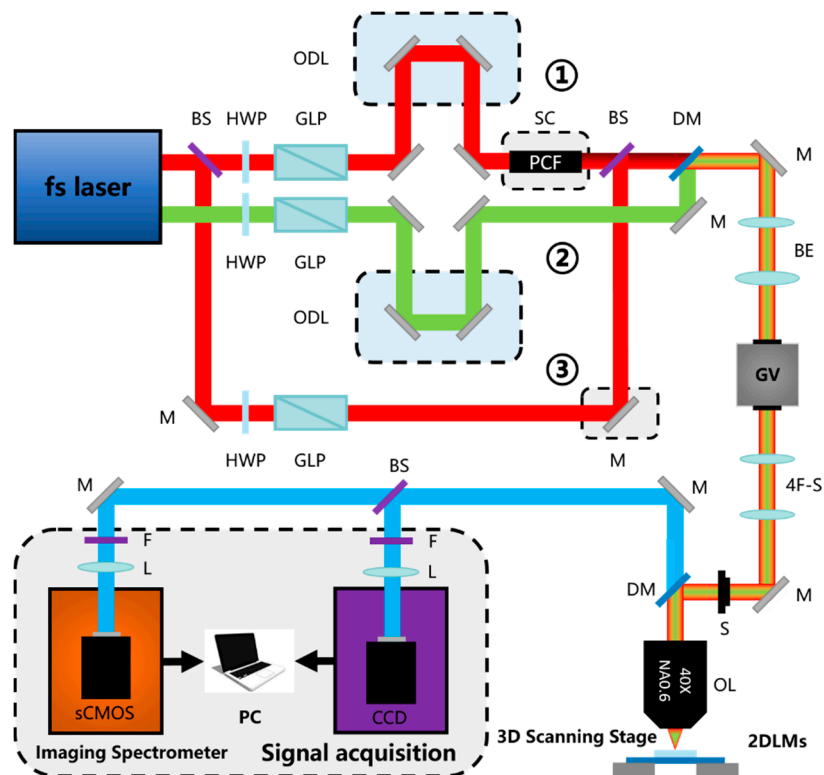 ODL
①
BS
HWP
GLP
SC
BS
DM
M
fs laser
PCF
M
BE
HWP
GLP
②
ODL
GV
③
M
HWP
GLP
M
4F-S
M
BS
M
F
F
L
L
DM
M
S
40X
NA0.6
OL
sCMOS
PC
CCD
3D Scanning Stage
2DLMs
Imaging Spectrometer
Signal acquisition